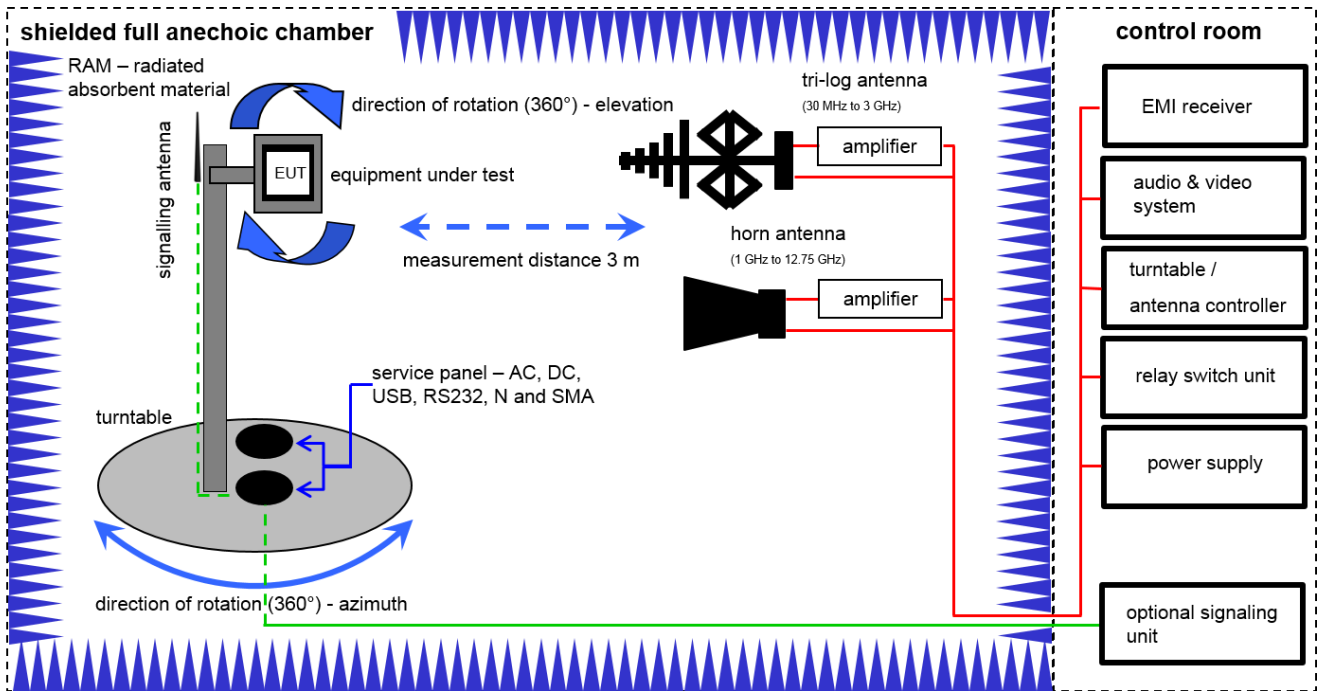 shielded full anechoic chamber
RAM – radiated
absorbent material
signalling antenna
direction of rotation (360°) - elevation
EUT
equipment under test
tri-log antenna
(30 MHz to 3 GHz)
amplifier
measurement distance 3 m
horn antenna
(1 GHz to 12.75 GHz)
amplifier
service panel – AC, DC,
USB, RS232, N and SMA
turntable
direction of rotation (360°) - azimuth
control room
EMI receiver
audio & video
system
turntable /
antenna controller
relay switch unit
power supply
optional signaling
unit